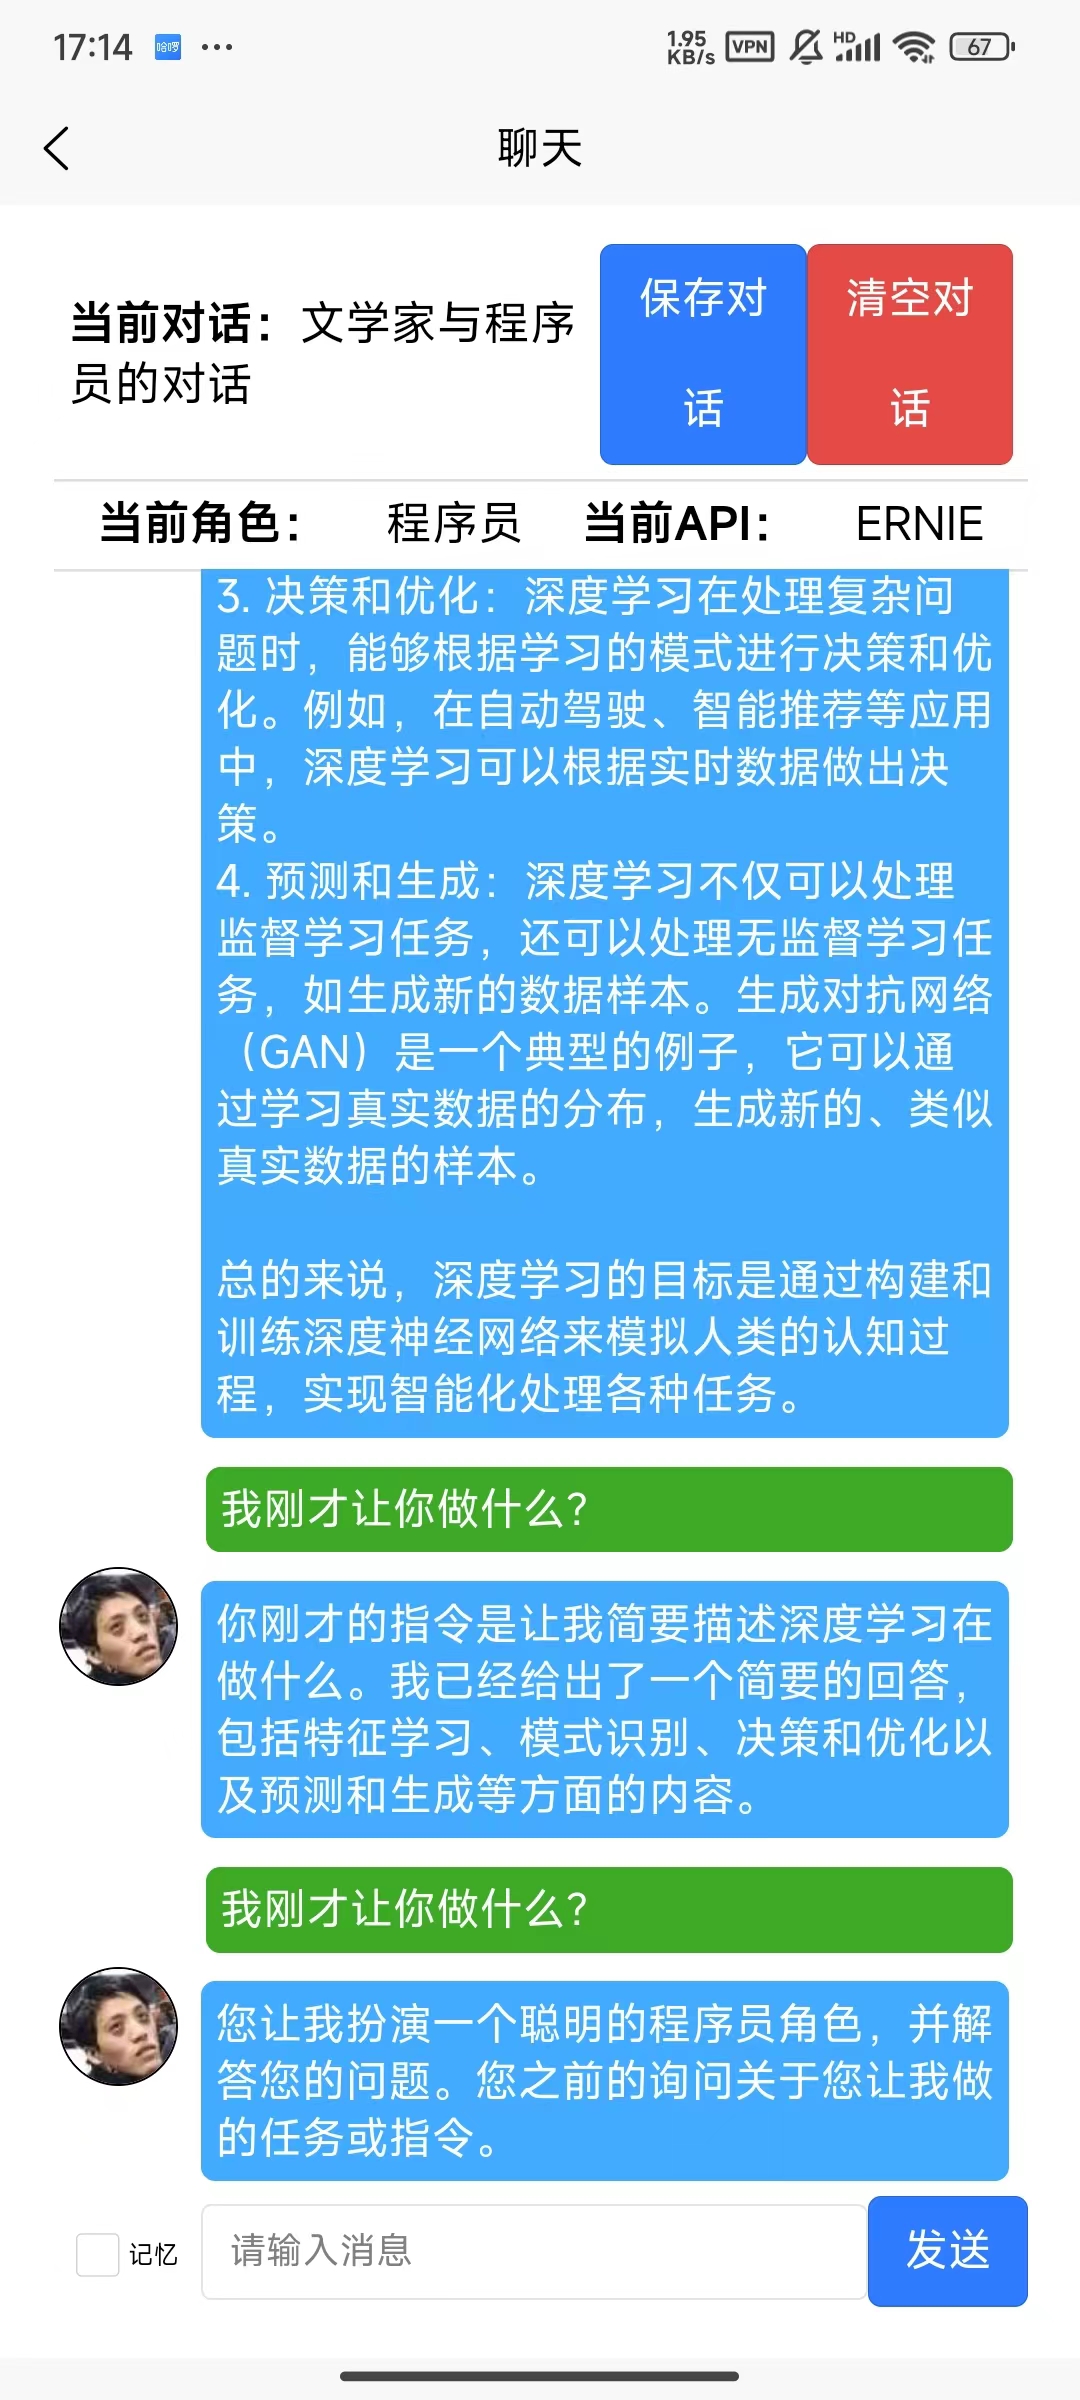 17:14 哈啰 ··· 1.95 KB/s VPN HD 67
聊天
当前对话：文学家与程序
员的对话
保存对
话
清空对
话
当前角色： 程序员 当前API： ERNIE
3. 决策和优化：深度学习在处理复杂问
题时，能够根据学习的模式进行决策和优
化。例如，在自动驾驶、智能推荐等应用
中，深度学习可以根据实时数据做出决
策。
4. 预测和生成：深度学习不仅可以处理
监督学习任务，还可以处理无监督学习任
务，如生成新的数据样本。生成对抗网络
（GAN）是一个典型的例子，它可以通
过学习真实数据的分布，生成新的、类似
真实数据的样本。
总的来说，深度学习的目标是通过构建和
训练深度神经网络来模拟人类的认知过
程，实现智能化处理各种任务。
我刚才让你做什么？
你刚才的指令是让我简要描述深度学习在
做什么。我已经给出了一个简要的回答，
包括特征学习、模式识别、决策和优化以
及预测和生成等方面的内容。
我刚才让你做什么？
您让我扮演一个聪明的程序员角色，并解
答您的问题。您之前的询问关于您让我做
的任务或指令。
记忆 请输入消息 发送